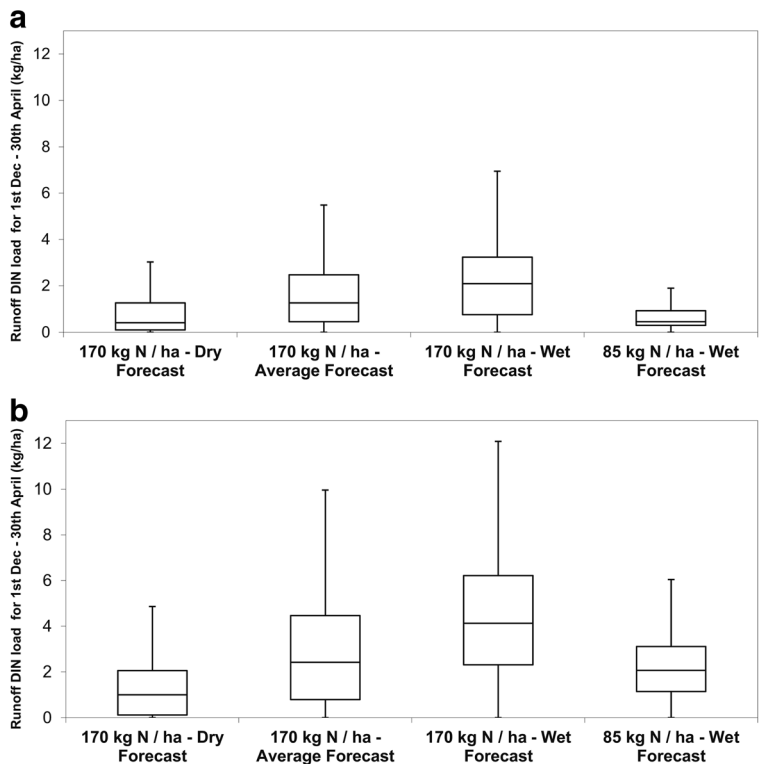 a
Runoff DIN load for 1st Dec - 30th April (kg/ha)
12
10
8
6
4
2
0
170 kg N / ha - Dry
Forecast
170 kg N / ha -
Average Forecast
170 kg N / ha - Wet
Forecast
85 kg N / ha - Wet
Forecast
b
Runoff DIN load for 1st Dec - 30th April (kg/ha)
12
10
8
6
4
2
0
170 kg N / ha - Dry
Forecast
170 kg N / ha -
Average Forecast
170 kg N / ha - Wet
Forecast
85 kg N / ha - Wet
Forecast